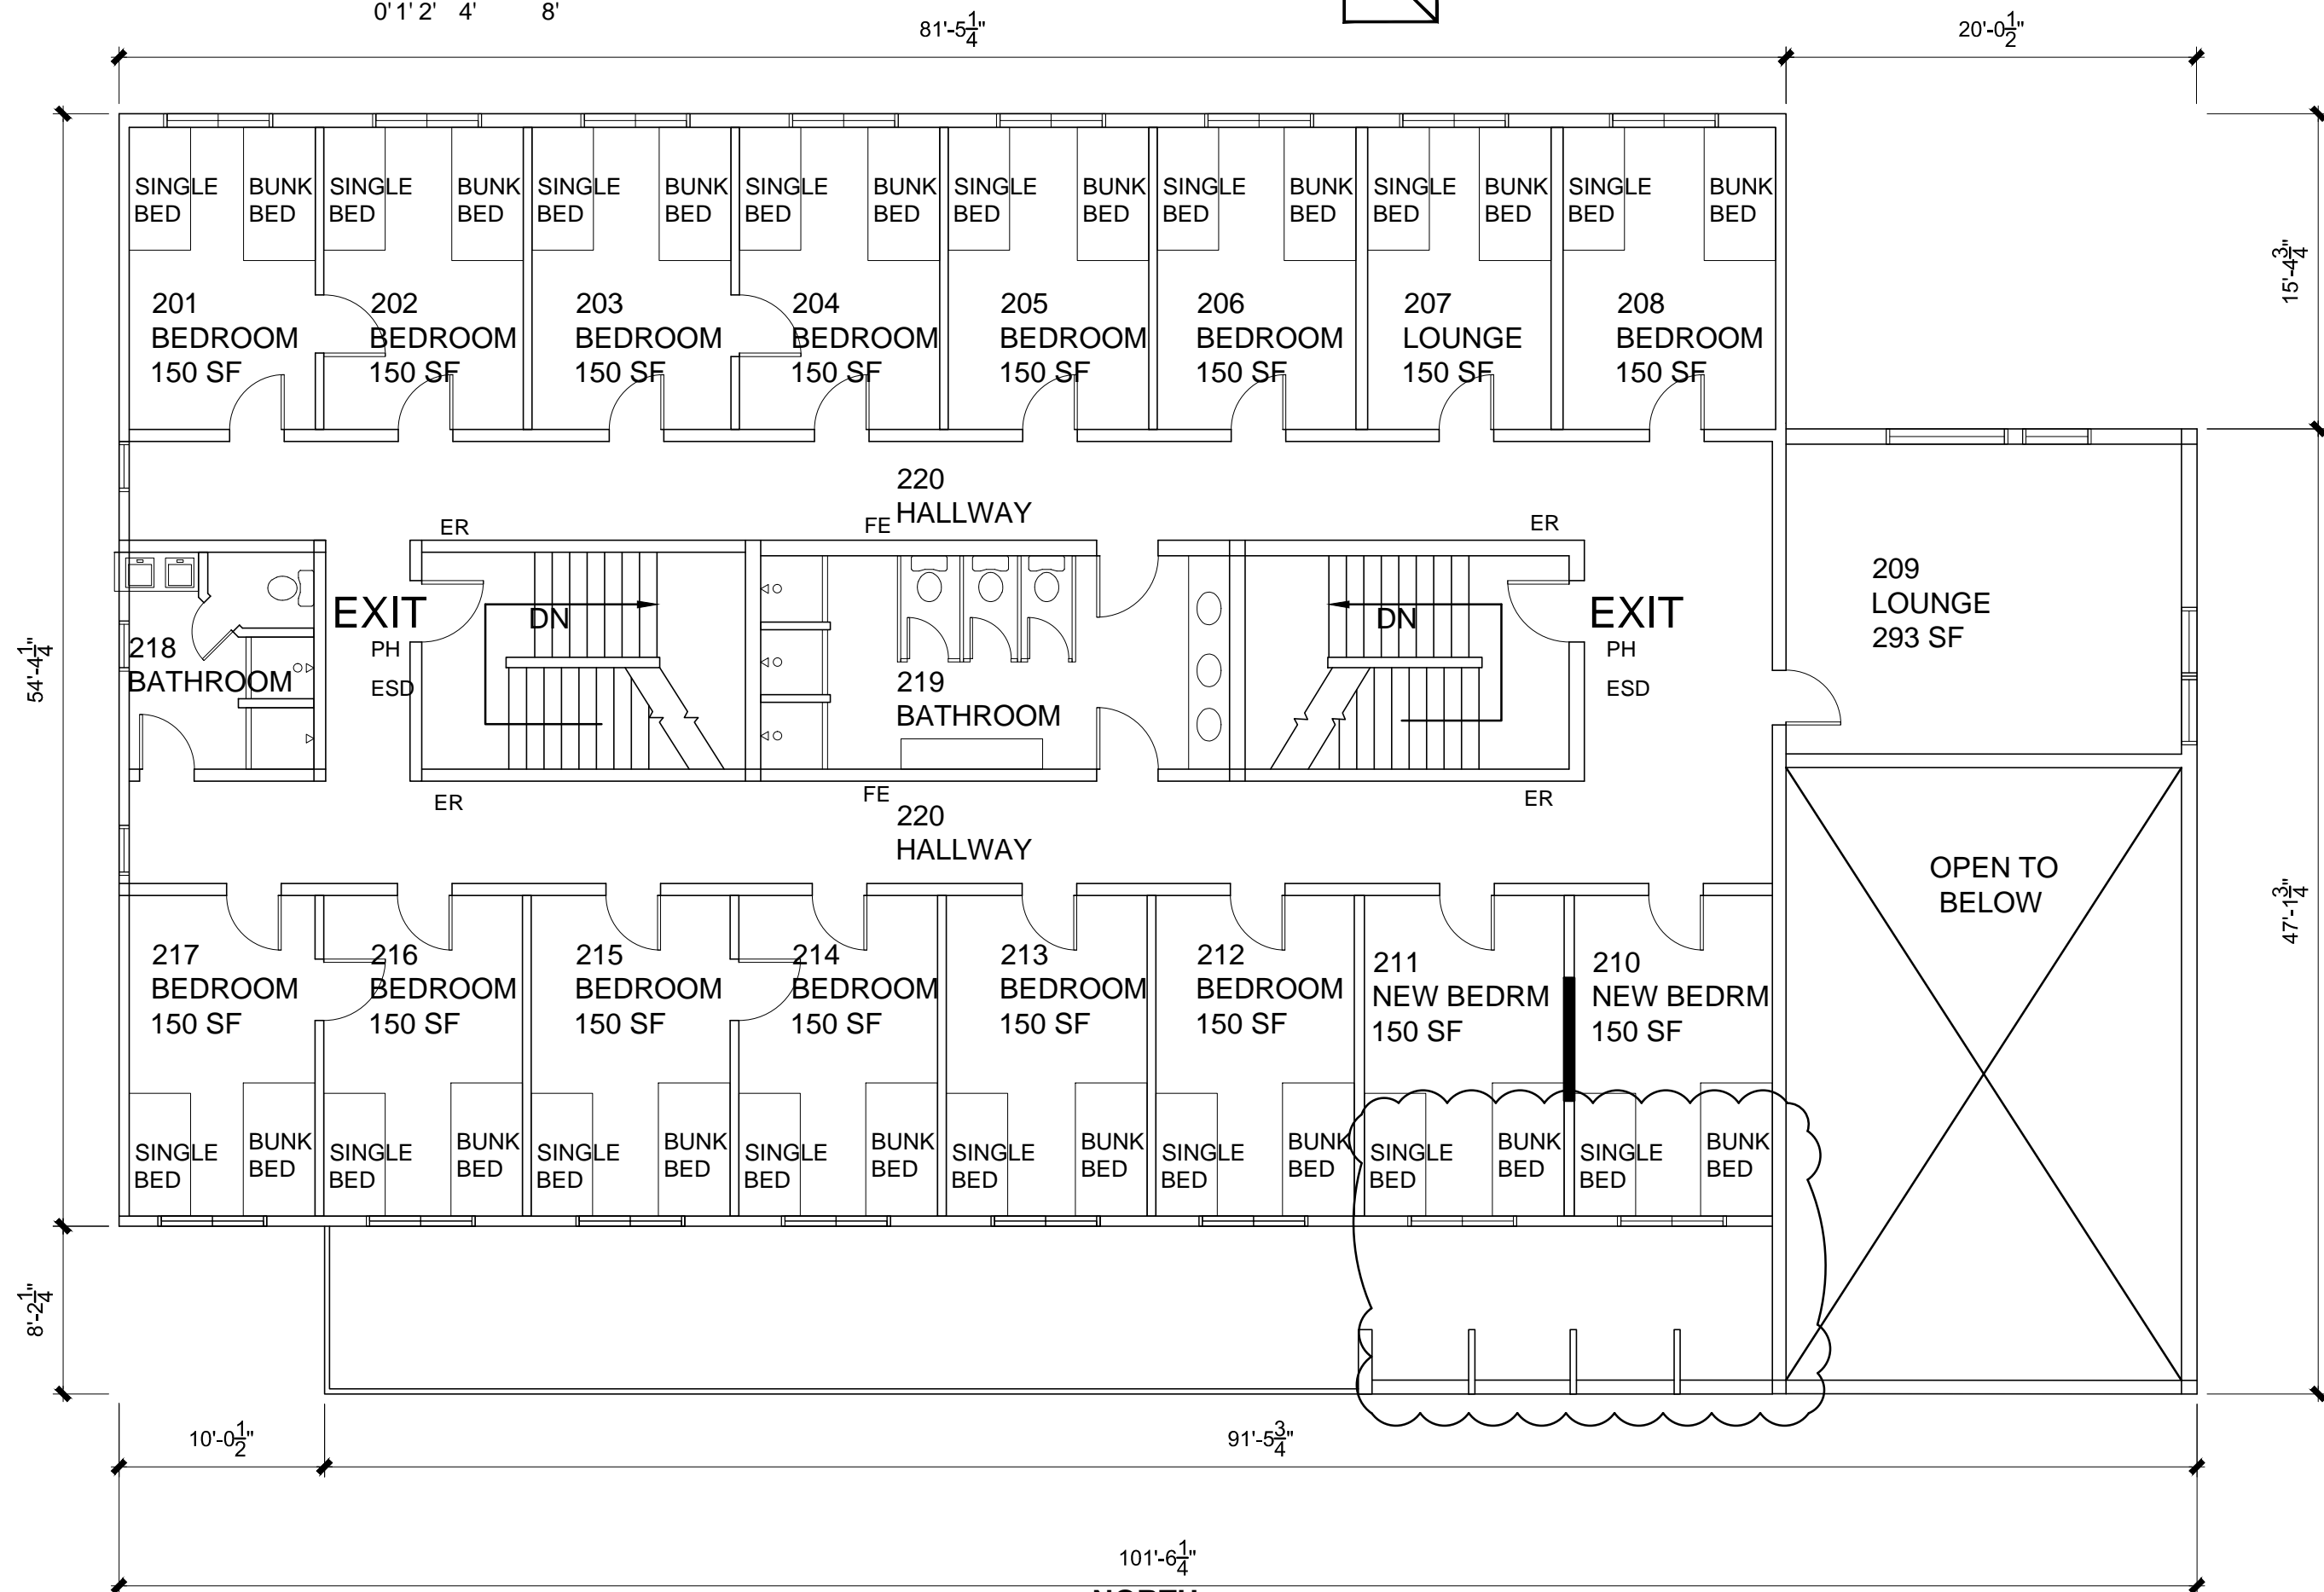 0' 1' 2' 4' 8'
81'-5 1/4"
20'-0 1/2"
SINGLE BED
BUNK BED
SINGLE BED
BUNK BED
SINGLE BED
BUNK BED
SINGLE BED
BUNK BED
SINGLE BED
BUNK BED
SINGLE BED
BUNK BED
SINGLE BED
BUNK BED
SINGLE BED
BUNK BED
15'-4 3/4"
201
BEDROOM
150 SF
202
BEDROOM
150 SF
203
BEDROOM
150 SF
204
BEDROOM
150 SF
205
BEDROOM
150 SF
206
BEDROOM
150 SF
207
LOUNGE
150 SF
208
BEDROOM
150 SF
220
HALLWAY
ER
FE
ER
209
LOUNGE
293 SF
EXIT
PH
ESD
DN
DN
EXIT
PH
ESD
218
BATHROOM
219
BATHROOM
54'-4 1/4"
ER
FE
ER
220
HALLWAY
OPEN TO
BELOW
47'-1 3/4"
217
BEDROOM
150 SF
216
BEDROOM
150 SF
215
BEDROOM
150 SF
214
BEDROOM
150 SF
213
BEDROOM
150 SF
212
BEDROOM
150 SF
211
NEW BEDRM
150 SF
210
NEW BEDRM
150 SF
SINGLE BED
BUNK BED
SINGLE BED
BUNK BED
SINGLE BED
BUNK BED
SINGLE BED
BUNK BED
SINGLE BED
BUNK BED
SINGLE BED
BUNK BED
SINGLE BED
BUNK BED
SINGLE BED
BUNK BED
8'-2 1/4"
10'-0 1/2"
91'-5 3/4"
101'-6 1/4"
NORTH